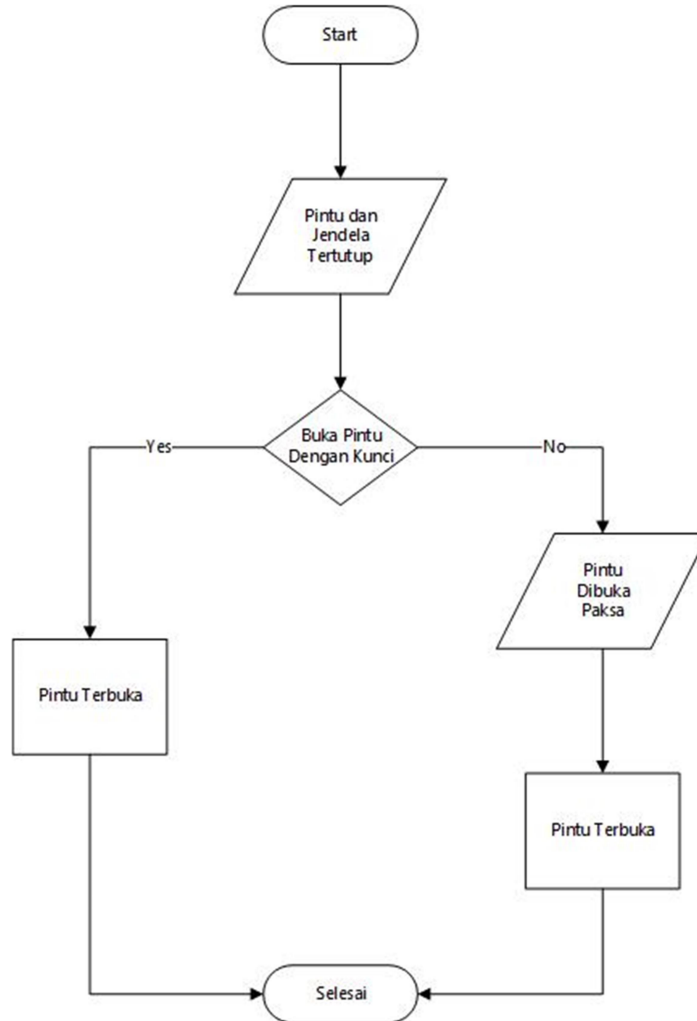 Start
Pintu dan
Jendela
Tertutup
Buka Pintu
Dengan Kunci
Yes
No
Pintu
Dibuka
Paksa
Pintu Terbuka
Pintu Terbuka
Selesai